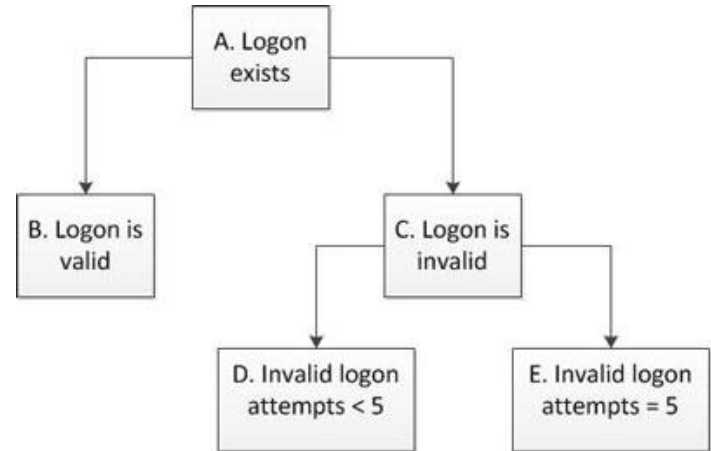 A. Logon
exists
B. Logon is
valid
C. Logon is
invalid
D. Invalid logon
attempts < 5
E. Invalid logon
attempts = 5